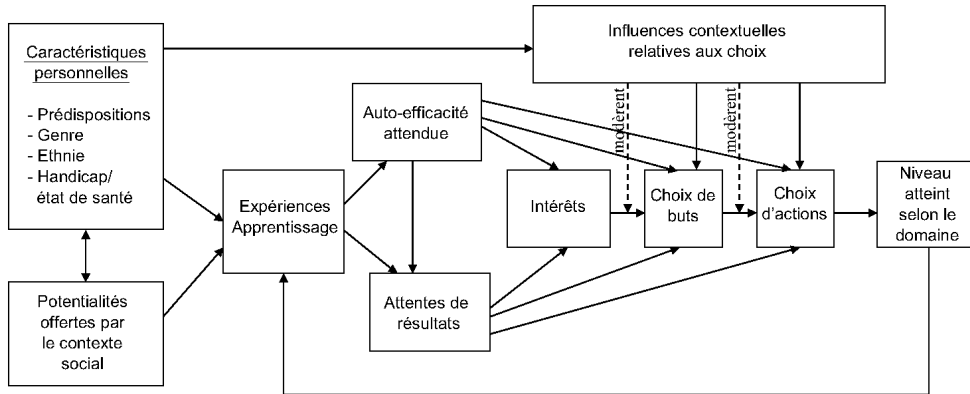 Caractéristiques
personnelles
- Prédispositions
- Genre
- Ethnie
- Handicap/
état de santé
Potentialités
offertes par
le contexte
social
Expériences
Apprentissage
Auto-efficacité
attendue
Attentes de
résultats
Influences contextuelles
relatives aux choix
modèrent
modèrent
Intérêts
Choix de
buts
Choix
d'actions
Niveau
atteint
selon le
domaine